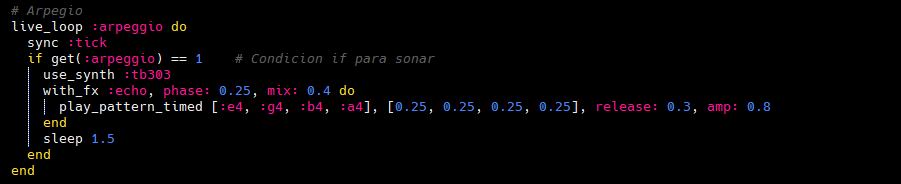 # Arpegio
live_loop :arpeggio do
  sync :tick
  if get(:arpeggio) == 1    # Condicion if para sonar
    use_synth :tb303
    with_fx :echo, phase: 0.25, mix: 0.4 do
      play_pattern_timed [:e4, :g4, :b4, :a4], [0.25, 0.25, 0.25, 0.25], release: 0.3, amp: 0.8
    end
    sleep 1.5
  end
end